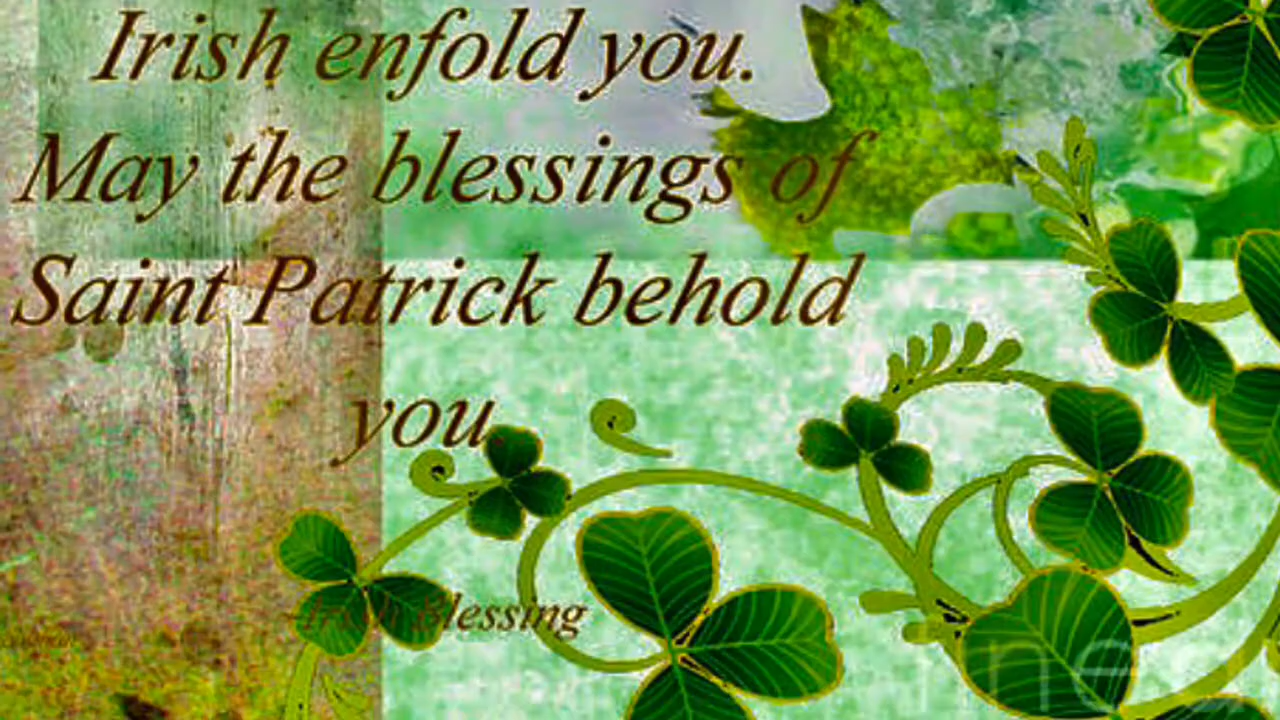 Irish enfold you.
May the blessings of
Saint Patrick behold
you.
Irish Blessing